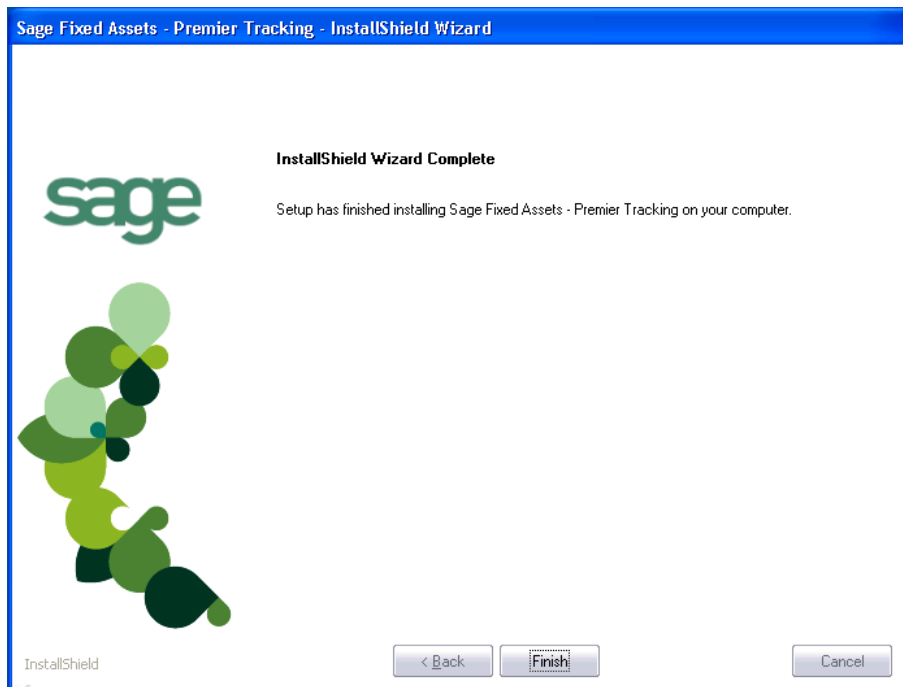 Sage Fixed Assets - Premier Tracking - InstallShield Wizard
InstallShield Wizard Complete
sage
Setup has finished installing Sage Fixed Assets - Premier Tracking on your computer.
InstallShield
< Back
Finish
Cancel